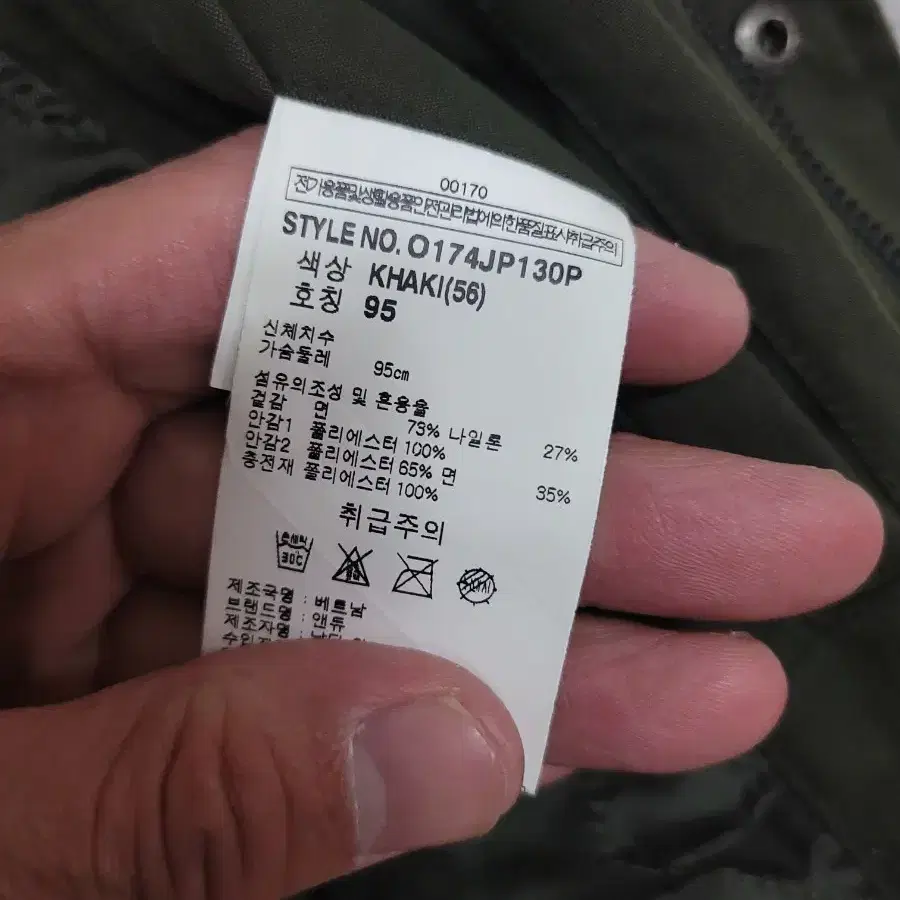 00170
전기용품및생활용품안전관리법에의한품질표시취급주의
STYLE NO. O174JP130P
색상 KHAKI(56)
호칭 95
신체치수
가슴둘레 95cm
섬유의조성 및 혼용율
겉감 면 73% 나일론 27%
안감1 폴리에스터 100%
안감2 폴리에스터 65% 면 35%
충전재 폴리에스터 100%
취급주의
손세탁
30C
제조국명 : 베트남
브랜드명 : 앤듀
제조자명 :